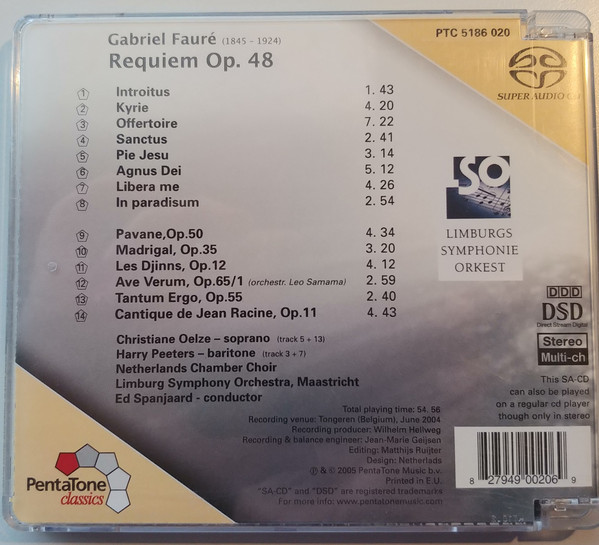 Gabriel Fauré (1845 - 1924)
PTC 5186 020
Requiem Op. 48
SUPER AUDIO CD
1 Introitus 1. 43
2 Kyrie 4. 20
3 Offertoire 7. 22
4 Sanctus 2. 41
5 Pie Jesu 3. 14
6 Agnus Dei 5. 12
7 Libera me 4. 26
8 In paradisum 2. 54
LSO
LIMBURGS
SYMPHONIE
ORKEST
9 Pavane,Op.50 4. 34
10 Madrigal, Op.35 3. 20
11 Les Djinns, Op.12 4. 12
12 Ave Verum, Op.65/1 (orchestr. Leo Samama) 2. 59
13 Tantum Ergo, Op.55 2. 40
14 Cantique de Jean Racine, Op.11 4. 43
DDD
DSD
Direct Stream Digital
Stereo
Multi-ch
Christiane Oelze – soprano (track 5 + 13)
Harry Peeters – baritone (track 3 + 7)
Netherlands Chamber Choir
Limburg Symphony Orchestra, Maastricht
Ed Spanjaard - conductor
This SA-CD
can also be played
on a regular cd player
though only in stereo
Total playing time: 54. 56
Recording venue: Tongeren (Belgium), June 2004
Recording producer: Wilhelm Hellweg
Recording & balance engineer: Jean-Marie Geijsen
Editing: Matthijs Ruijter
Design: Netherlads
℗ & © 2005 PentaTone Music b.v.
Printed in E.U.
"SA-CD" and "DSD" are registered trademarks
For more info: www.pentatonemusic.com
PentaTone
classics
8 27949 00206 9